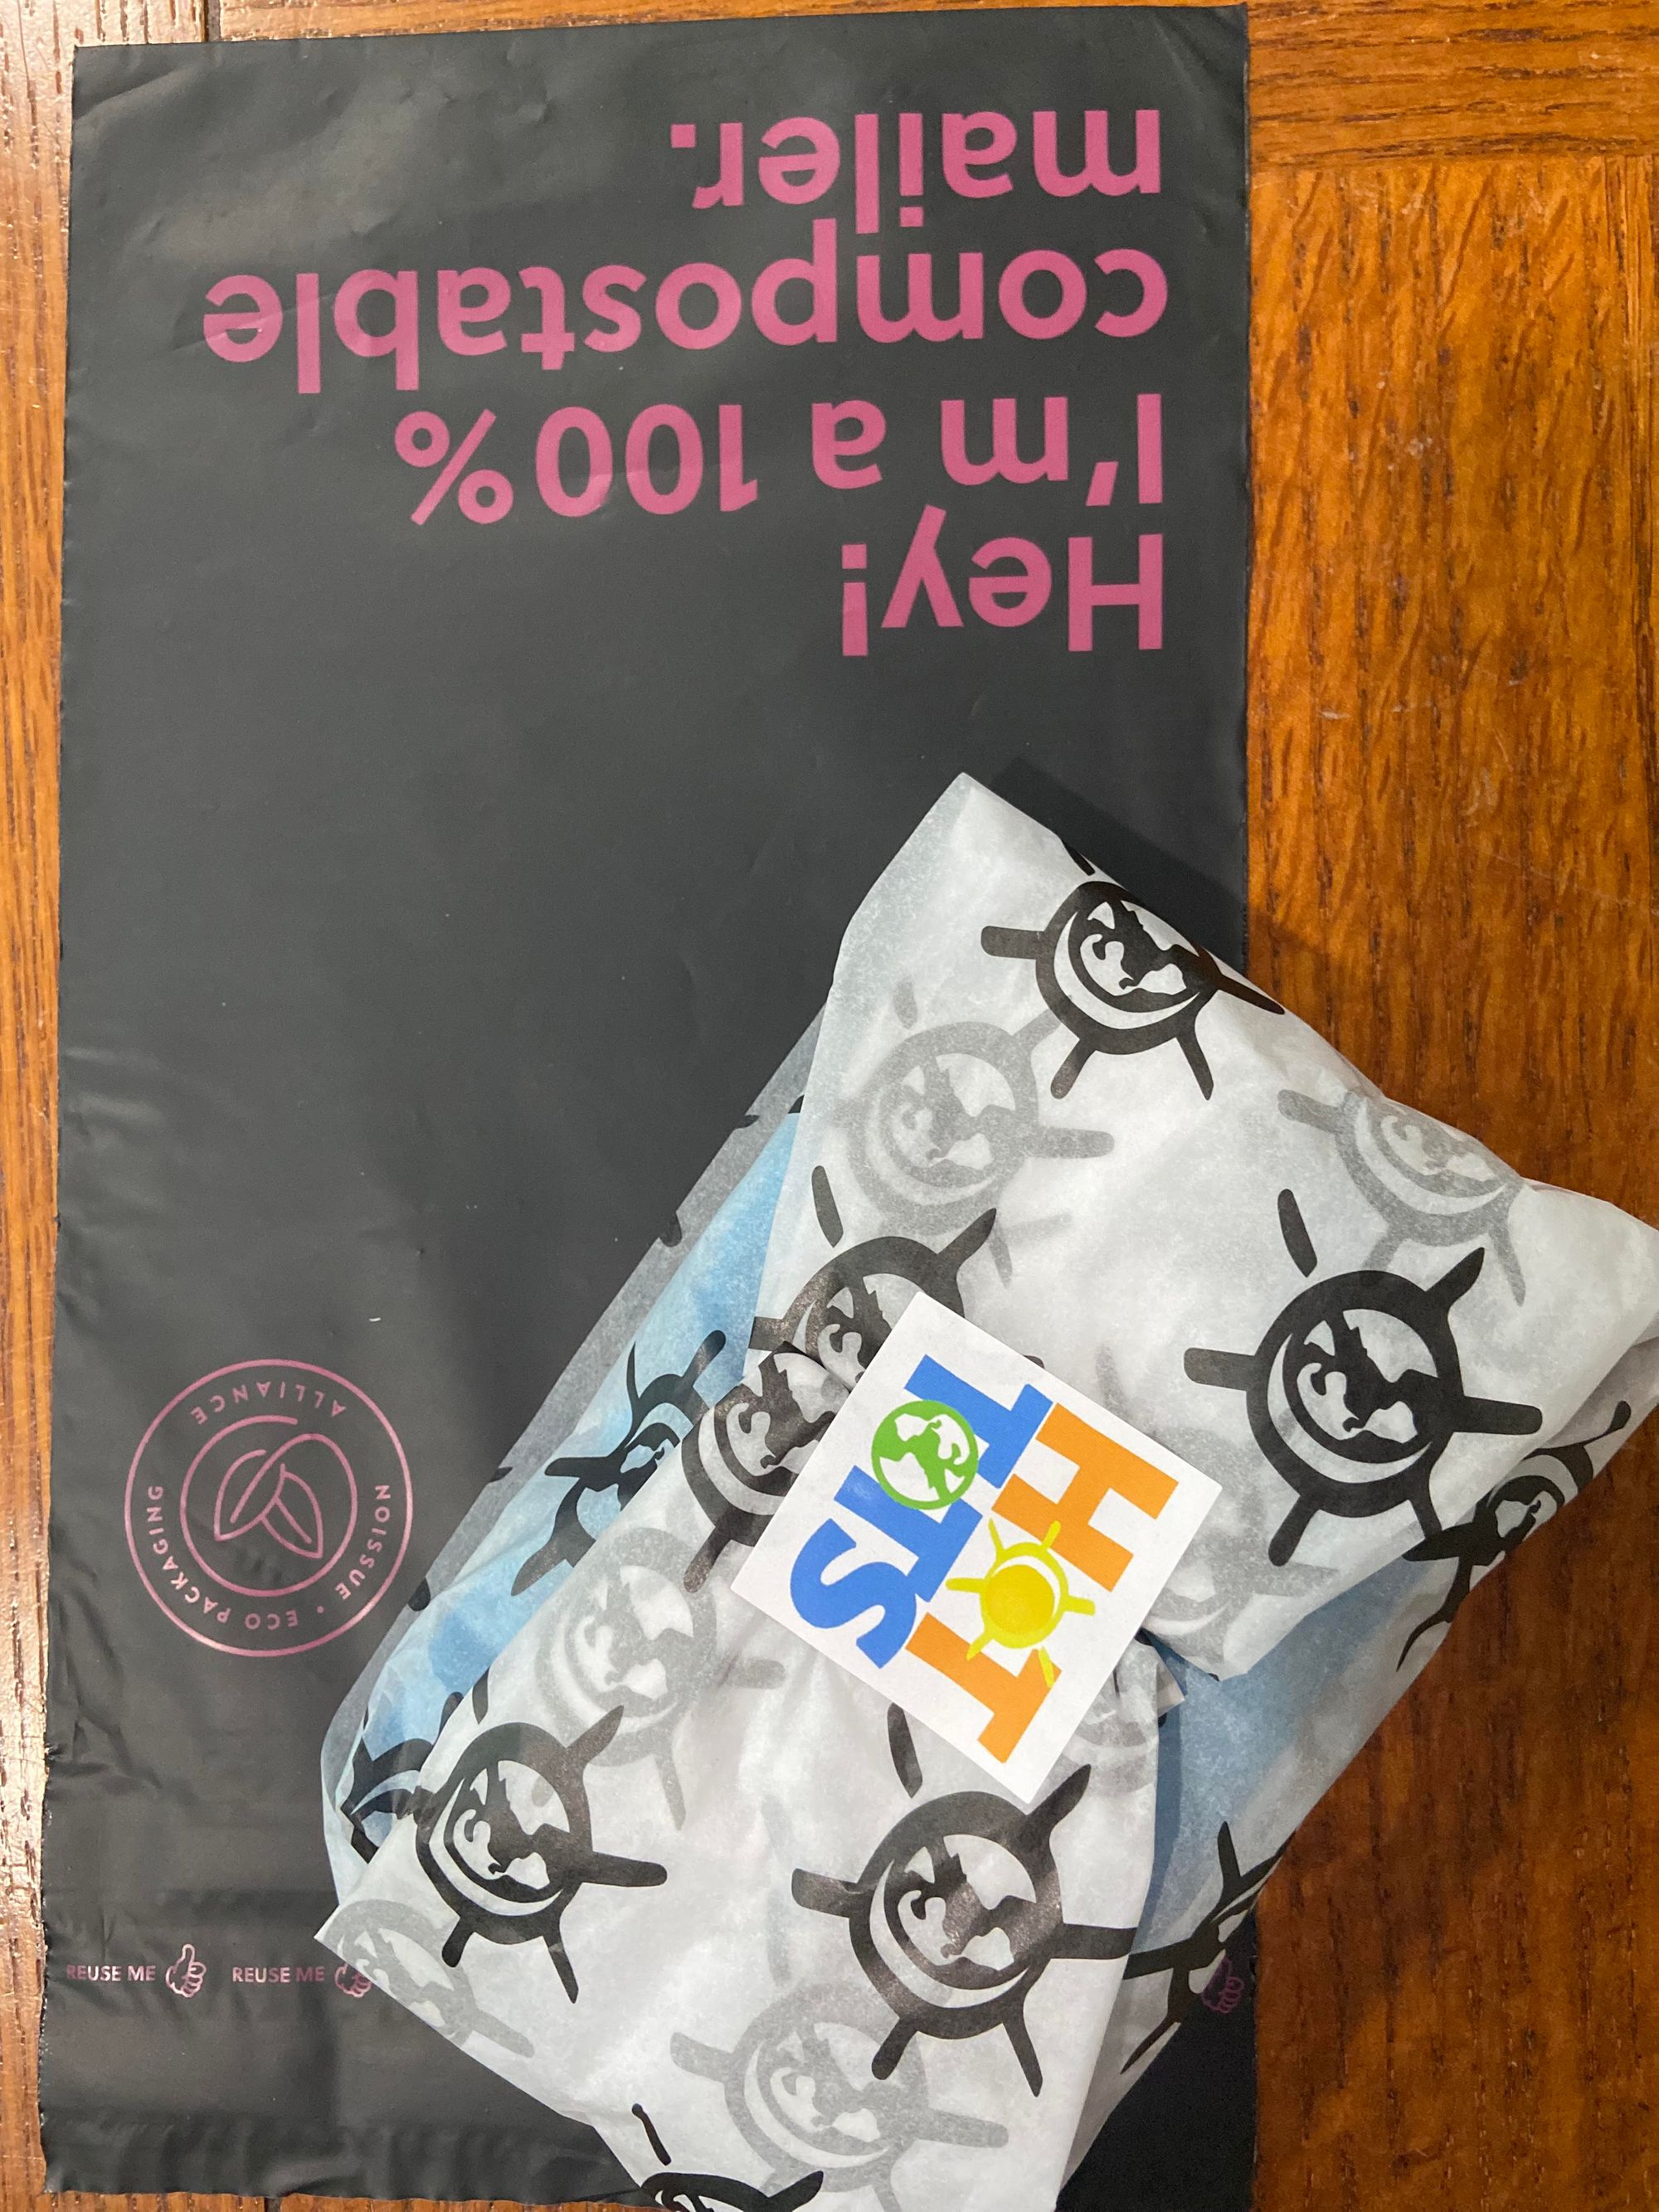 Hey!
I'm a 100%
compostable
mailer.
NOISSUE • ECO PACKAGING
ALLIANCE
REUSE ME REUSE ME
HOT
TOTS